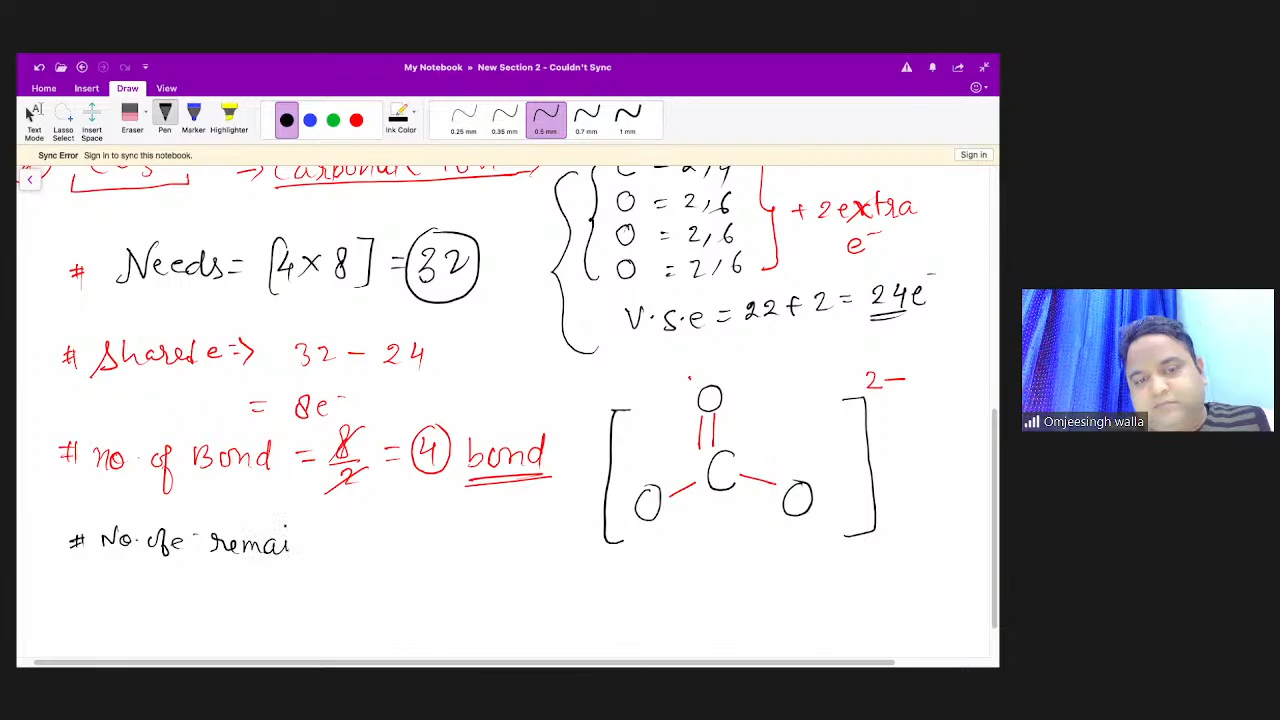 My Notebook » New Section 2 - Couldn't Sync
Home Insert Draw View
Text Mode
Lasso Select
Insert Space
Eraser
Pen
Marker
Highlighter
Ink Color
0.25 mm
0.35 mm
0.5 mm
0.7 mm
1 mm
Sync Error Sign in to sync this notebook.
Sign in
O = 2,6
O = 2,6
O = 2,6
+ 2 extra
e⁻
V.S.e = 22 + 2 = 24e⁻
# Needs = [4 × 8] = 32
# Shared e => 32 - 24
= 8e⁻
# no. of Bond = 8/2 = 4 bond
# No. of e⁻ remai
2-
O
C
O
O
Omjeesingh walla